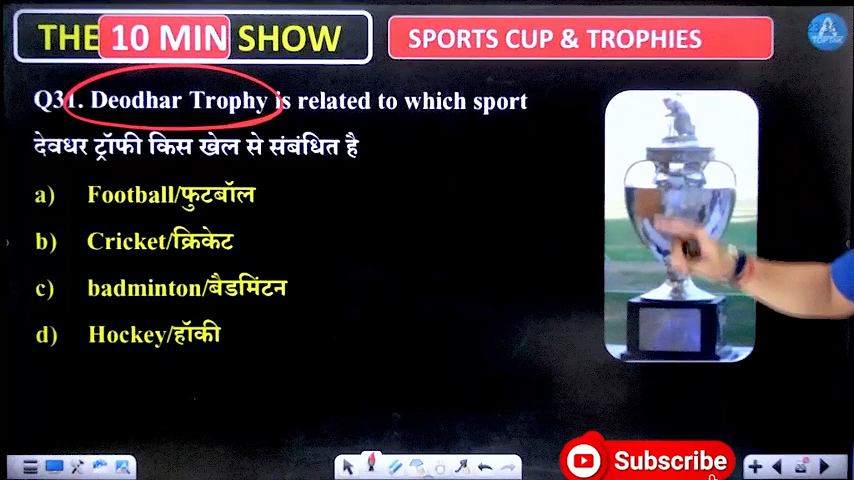 THE 10 MIN SHOW
SPORTS CUP & TROPHIES
Q31. Deodhar Trophy is related to which sport
देवधर ट्रॉफी किस खेल से संबंधित है
a) Football/फुटबॉल
b) Cricket/क्रिकेट
c) badminton/बैडमिंटन
d) Hockey/हॉकी
Subscribe